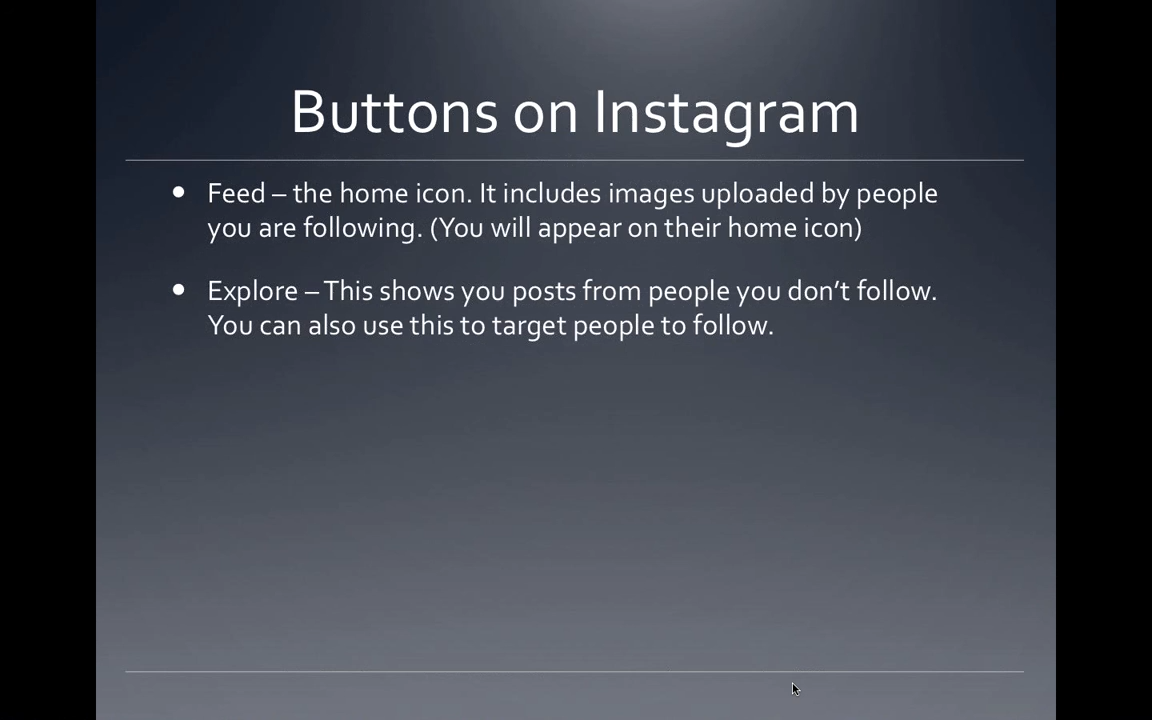 Buttons on Instagram
• Feed – the home icon. It includes images uploaded by people
you are following. (You will appear on their home icon)
• Explore – This shows you posts from people you don’t follow.
You can also use this to target people to follow.